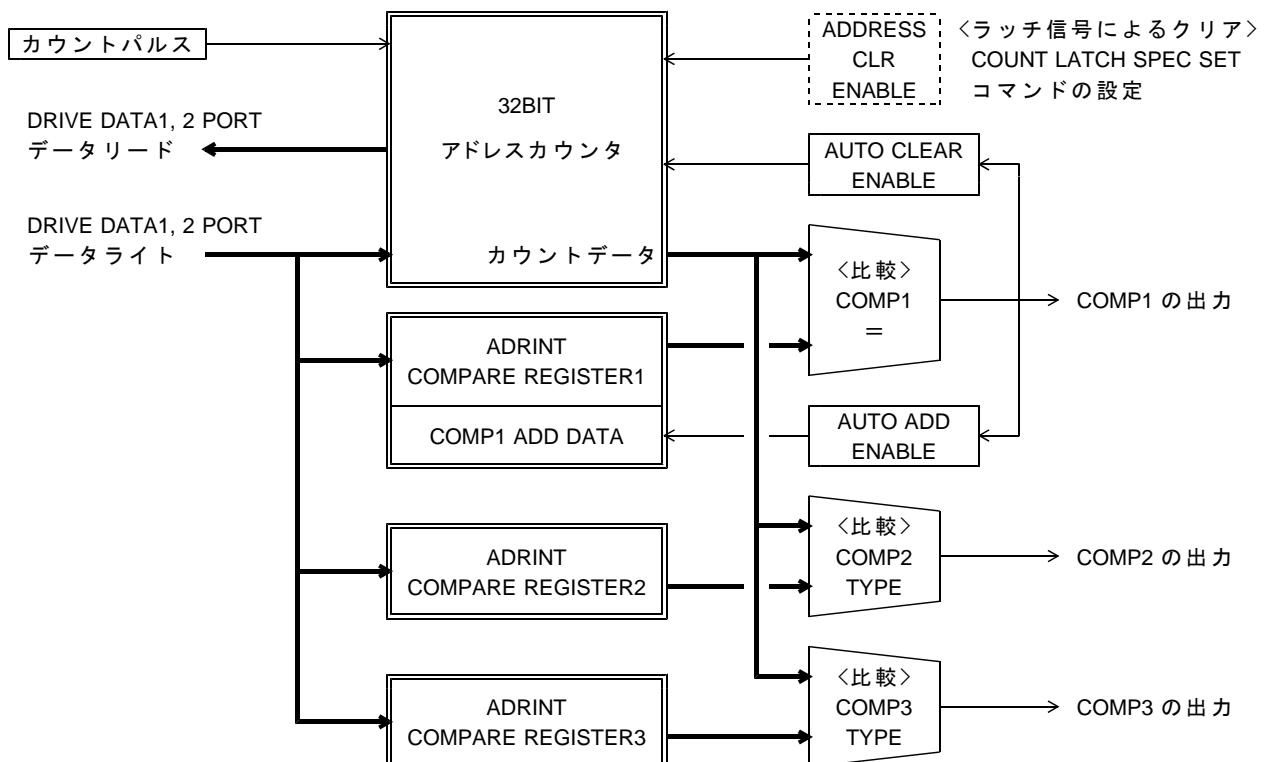 カウントパルス
DRIVE DATA1, 2 PORT
データリード
DRIVE DATA1, 2 PORT
データライト
32BIT
アドレスカウンタ
カウントデータ
ADDRESS
CLR
ENABLE
<ラッチ信号によるクリア>
COUNT LATCH SPEC SET
コマンドの設定
AUTO CLEAR
ENABLE
<比較>
COMP1
=
COMP1 の出力
ADRINT
COMPARE REGISTER1
COMP1 ADD DATA
AUTO ADD
ENABLE
ADRINT
COMPARE REGISTER2
<比較>
COMP2
TYPE
COMP2 の出力
ADRINT
COMPARE REGISTER3
<比較>
COMP3
TYPE
COMP3 の出力